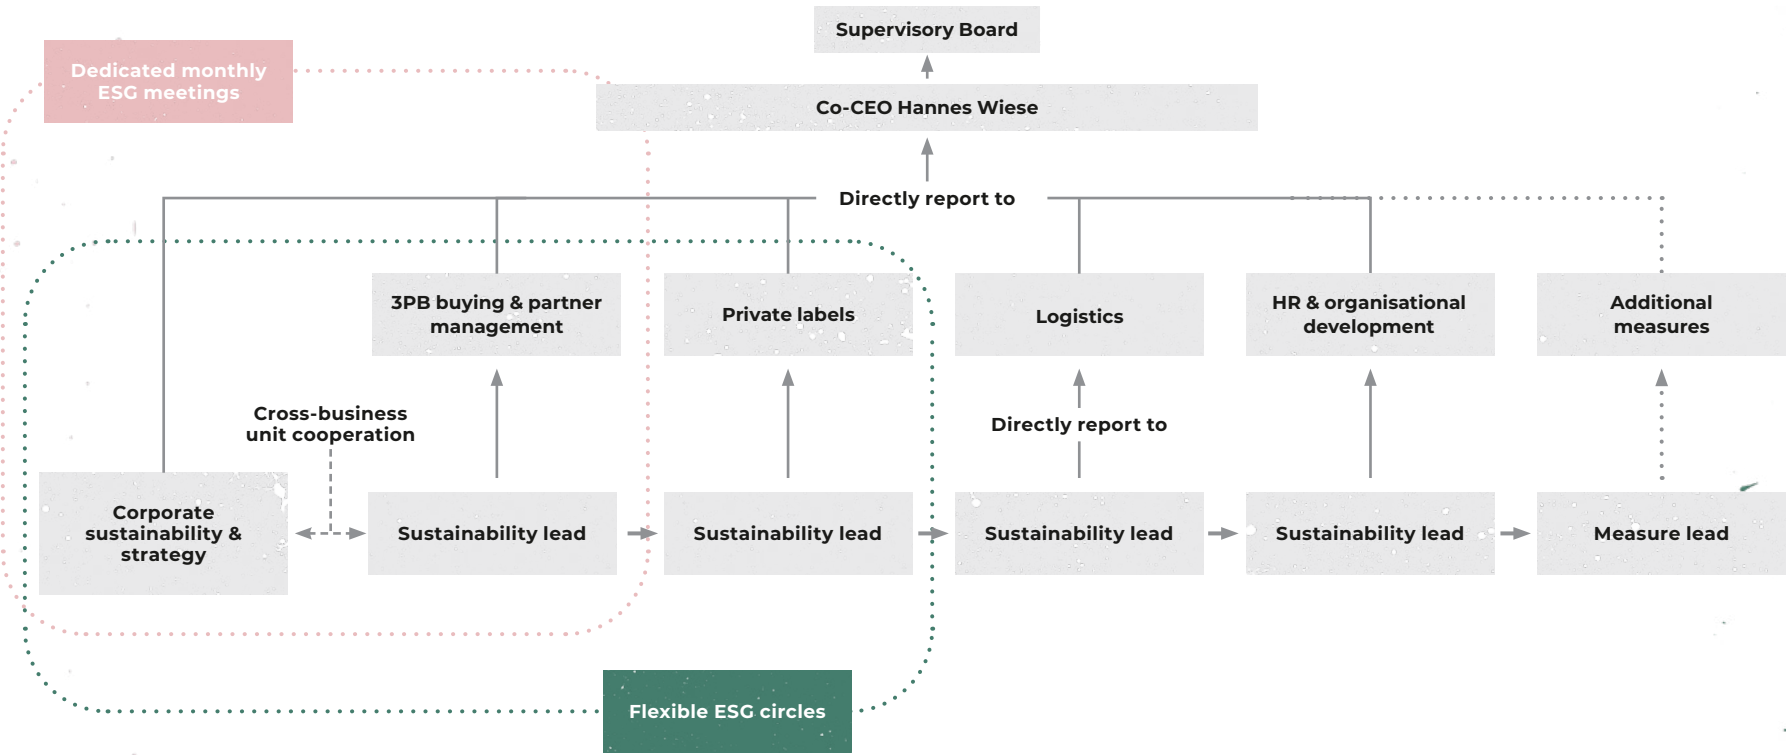 Supervisory Board
Dedicated monthly
ESG meetings
Co-CEO Hannes Wiese
Directly report to
3PB buying & partner
management
Private labels
Logistics
HR & organisational
development
Additional
measures
Cross-business
unit cooperation
Directly report to
Corporate
sustainability &
strategy
Sustainability lead
Sustainability lead
Sustainability lead
Sustainability lead
Measure lead
Flexible ESG circles